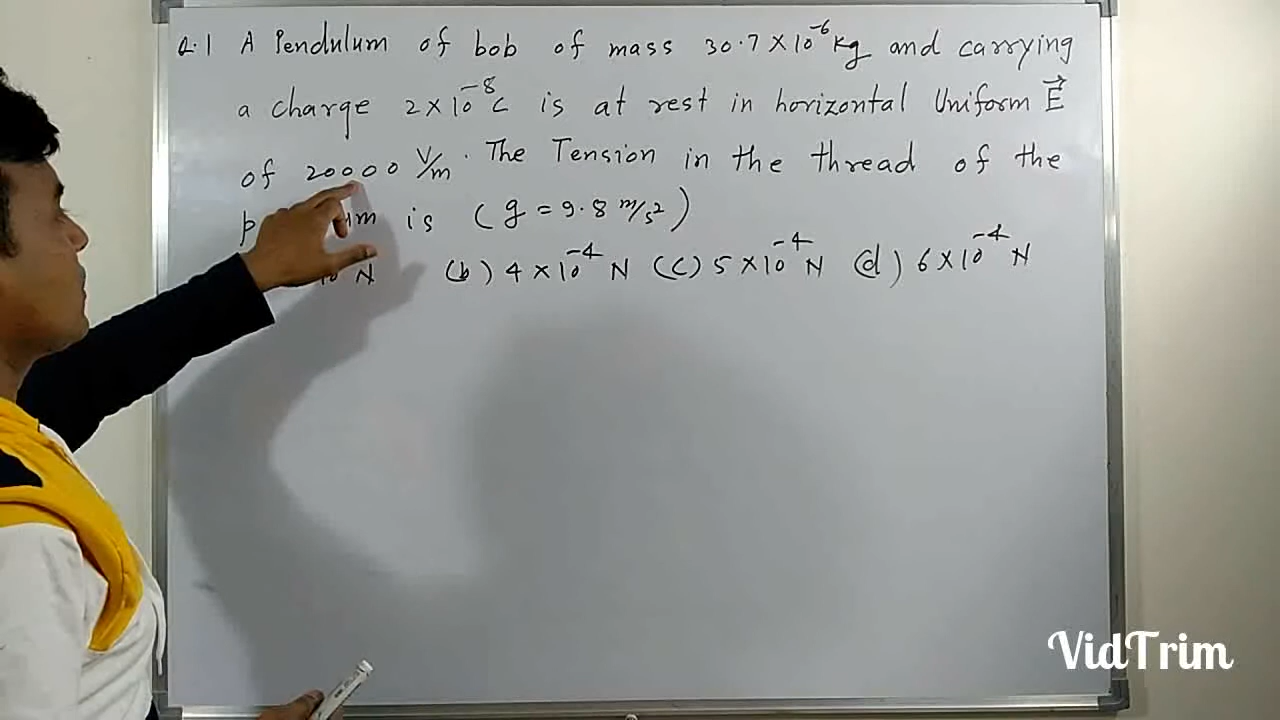 Q.1 A Pendulum of bob of mass 30.7 × 10⁻⁶ kg and carrying
a charge 2 × 10⁻⁸ C is at rest in horizontal Uniform E⃗
of 20000 V/m. The Tension in the thread of the
is (g = 9.8 m/s²)
N (b) 4 × 10⁻⁴ N (c) 5 × 10⁻⁴ N (d) 6 × 10⁻⁴ N
VidTrim